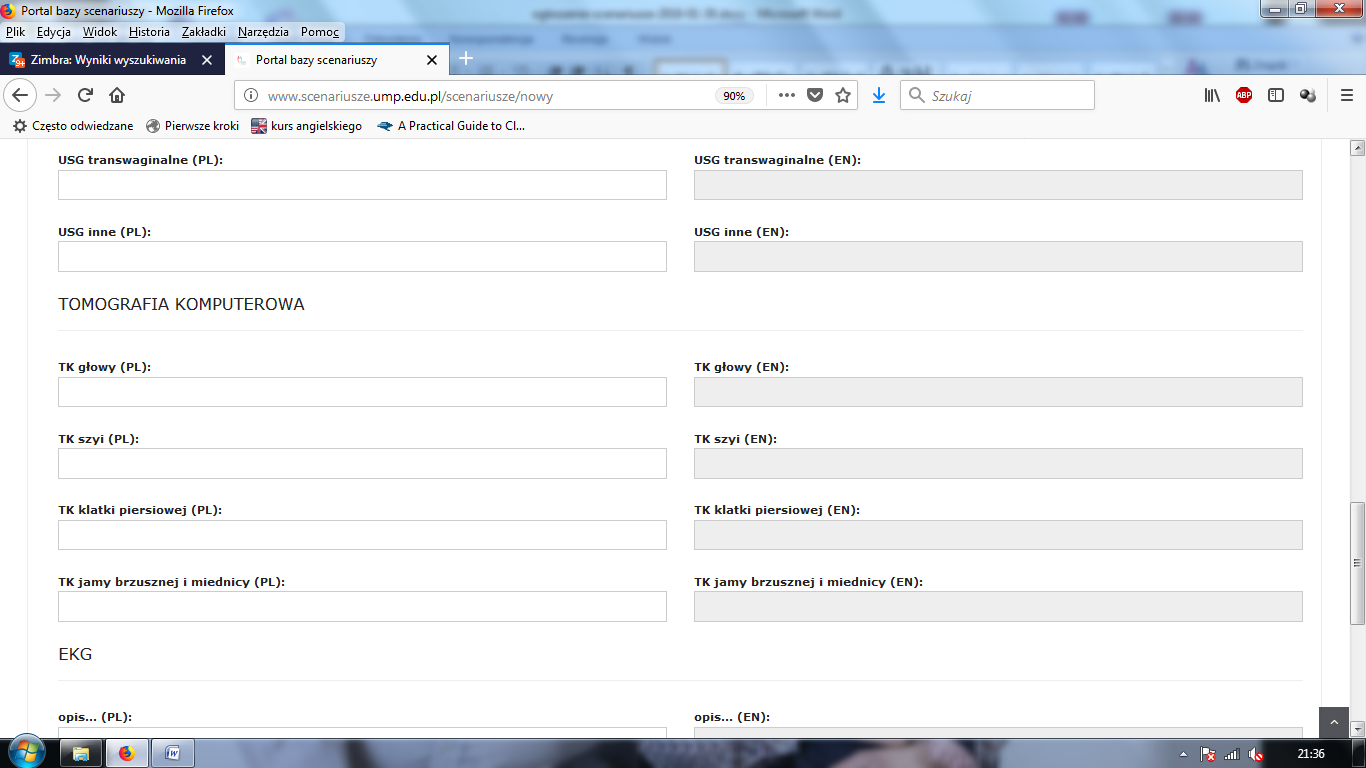 Portal bazy scenariuszy - Mozilla Firefox
Plik Edycja Widok Historia Zakładki Narzędzia Pomoc
Zimbra: Wyniki wyszukiwania Portal bazy scenariuszy
www.scenariusze.ump.edu.pl/scenariusze/nowy 90% Szukaj
Często odwiedzane Pierwsze kroki kurs angielskiego A Practical Guide to Cl...
USG transwaginalne (PL): USG transwaginalne (EN):
USG inne (PL): USG inne (EN):
TOMOGRAFIA KOMPUTEROWA
TK głowy (PL): TK głowy (EN):
TK szyi (PL): TK szyi (EN):
TK klatki piersiowej (PL): TK klatki piersiowej (EN):
TK jamy brzusznej i miednicy (PL): TK jamy brzusznej i miednicy (EN):
EKG
opis... (PL): opis... (EN):
21:36